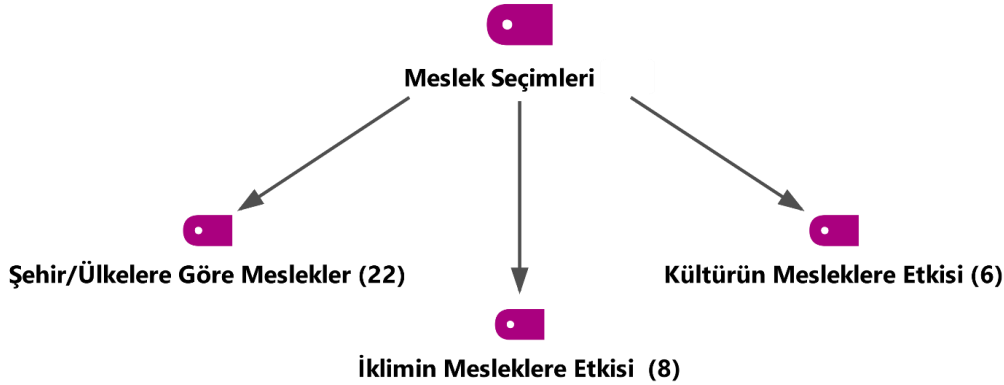 Meslek Seçimleri
Şehir/Ülkelere Göre Meslekler (22)
Kültürün Mesleklere Etkisi (6)
İklimin Mesleklere Etkisi  (8)